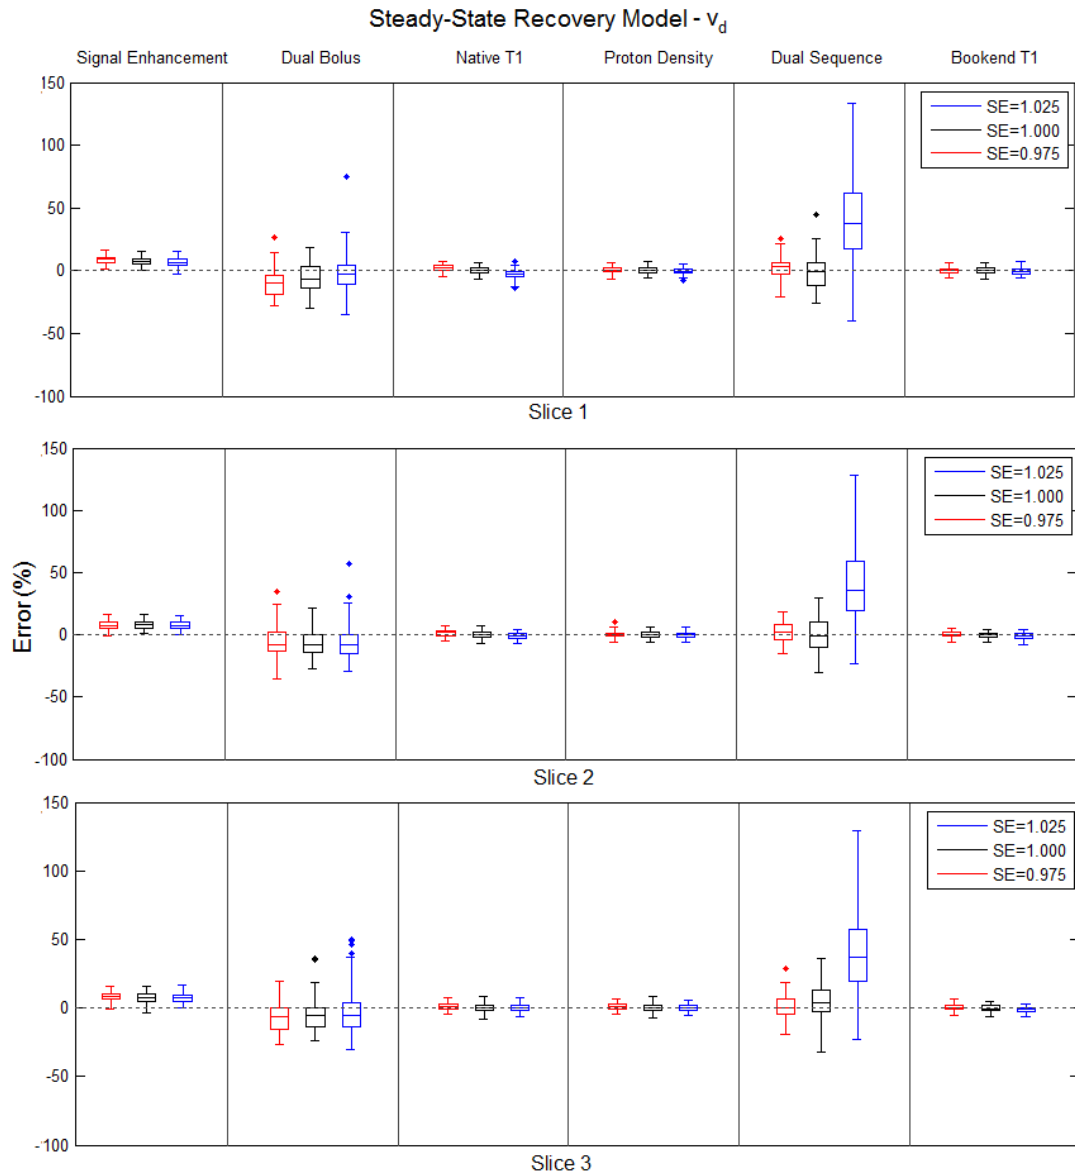 Steady-State Recovery Model - vd
Signal Enhancement Dual Bolus Native T1 Proton Density Dual Sequence Bookend T1
150
100
50
0
-50
-100
SE=1.025
SE=1.000
SE=0.975
Slice 1
150
100
50
0
-50
-100
SE=1.025
SE=1.000
SE=0.975
Error (%)
Slice 2
150
100
50
0
-50
-100
SE=1.025
SE=1.000
SE=0.975
Slice 3